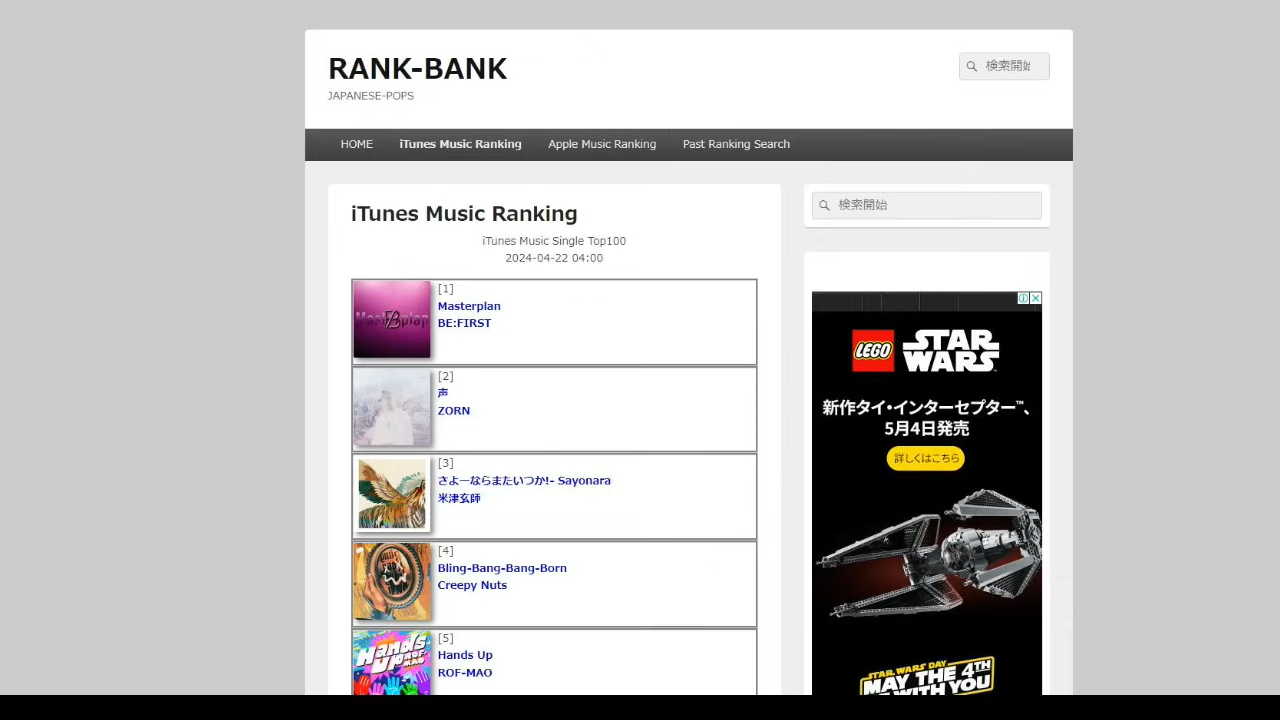 RANK-BANK
JAPANESE-POPS
検索開始
HOME iTunes Music Ranking Apple Music Ranking Past Ranking Search
iTunes Music Ranking
iTunes Music Single Top100
2024-04-22 04:00
[1]
Masterplan
BE:FIRST
[2]
声
ZORN
[3]
さよーならまたいつか!- Sayonara
米津玄師
[4]
Bling-Bang-Bang-Born
Creepy Nuts
[5]
Hands Up
ROF-MAO
Hands
Up ROF-
MAO
検索開始
LEGO STAR
WARS
新作タイ・インターセプター™、
5月4日発売
詳しくはこちら
STAR WARS DAY
MAY THE 4TH
BE WITH YOU